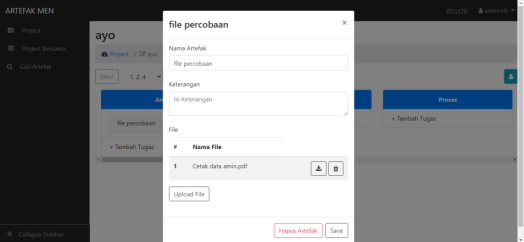 ARTEFAK MEN
Project
Project Bersama
Cari Artefak
Collapse Sidebar
ayo
Project / ayo
Versi 1. 2. 4
file percobaan
+ Tambah Tugas
file percobaan ×
Nama Artefak
file percobaan
Keterangan
Isi Keterangan
File
# Nama File
1 Cetak data amin.pdf
Upload File
Hapus Artefak Save
Proses
+ Tambah Tugas